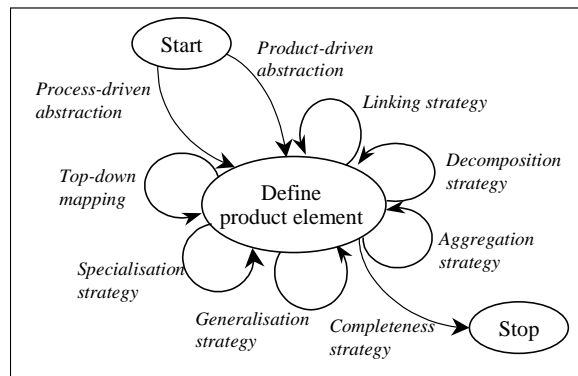 Start
Product-driven
abstraction
Process-driven
abstraction
Linking strategy
Top-down
mapping
Decomposition
strategy
Define
product element
Aggregation
strategy
Specialisation
strategy
Generalisation
strategy
Completeness
strategy
Stop